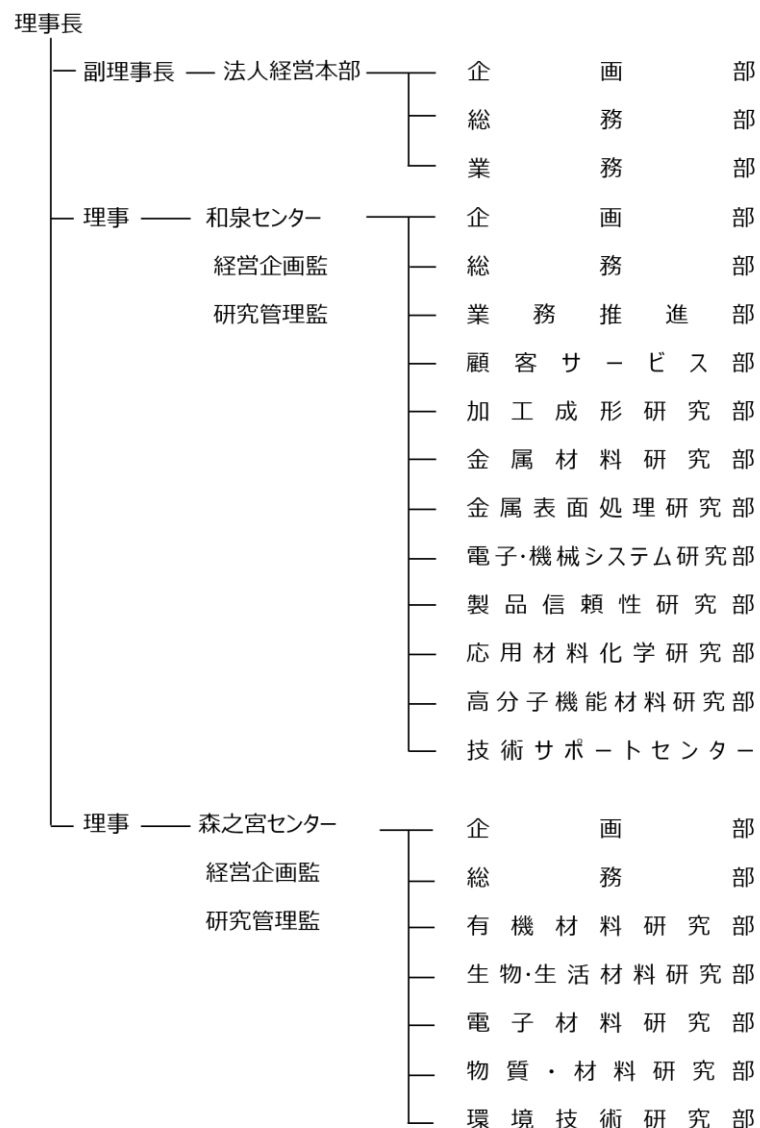 理事長
副理事長 法人経営本部 企画部
総務部
業務部
理事 和泉センター 企画部
経営企画監 総務部
研究管理監 業務推進部
顧客サービス部
加工成形研究部
金属材料研究部
金属表面処理研究部
電子・機械システム研究部
製品信頼性研究部
応用材料化学研究部
高分子機能材料研究部
技術サポートセンター
理事 森之宮センター 企画部
経営企画監 総務部
研究管理監 有機材料研究部
生物・生活材料研究部
電子材料研究部
物質・材料研究部
環境技術研究部